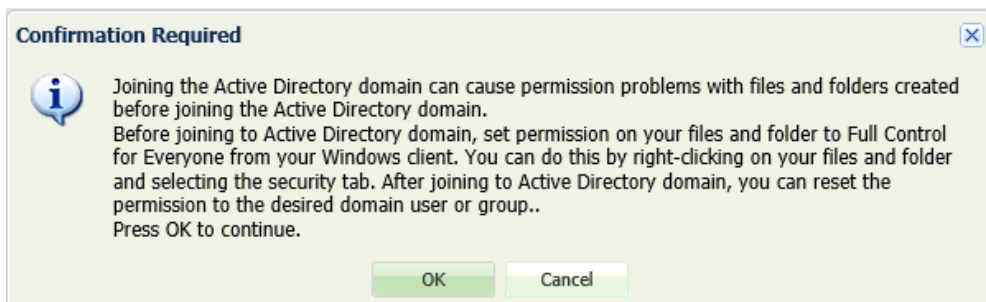 Confirmation Required
Joining the Active Directory domain can cause permission problems with files and folders created
before joining the Active Directory domain.
Before joining to Active Directory domain, set permission on your files and folder to Full Control
for Everyone from your Windows client. You can do this by right-clicking on your files and folder
and selecting the security tab. After joining to Active Directory domain, you can reset the
permission to the desired domain user or group..
Press OK to continue.
OK
Cancel